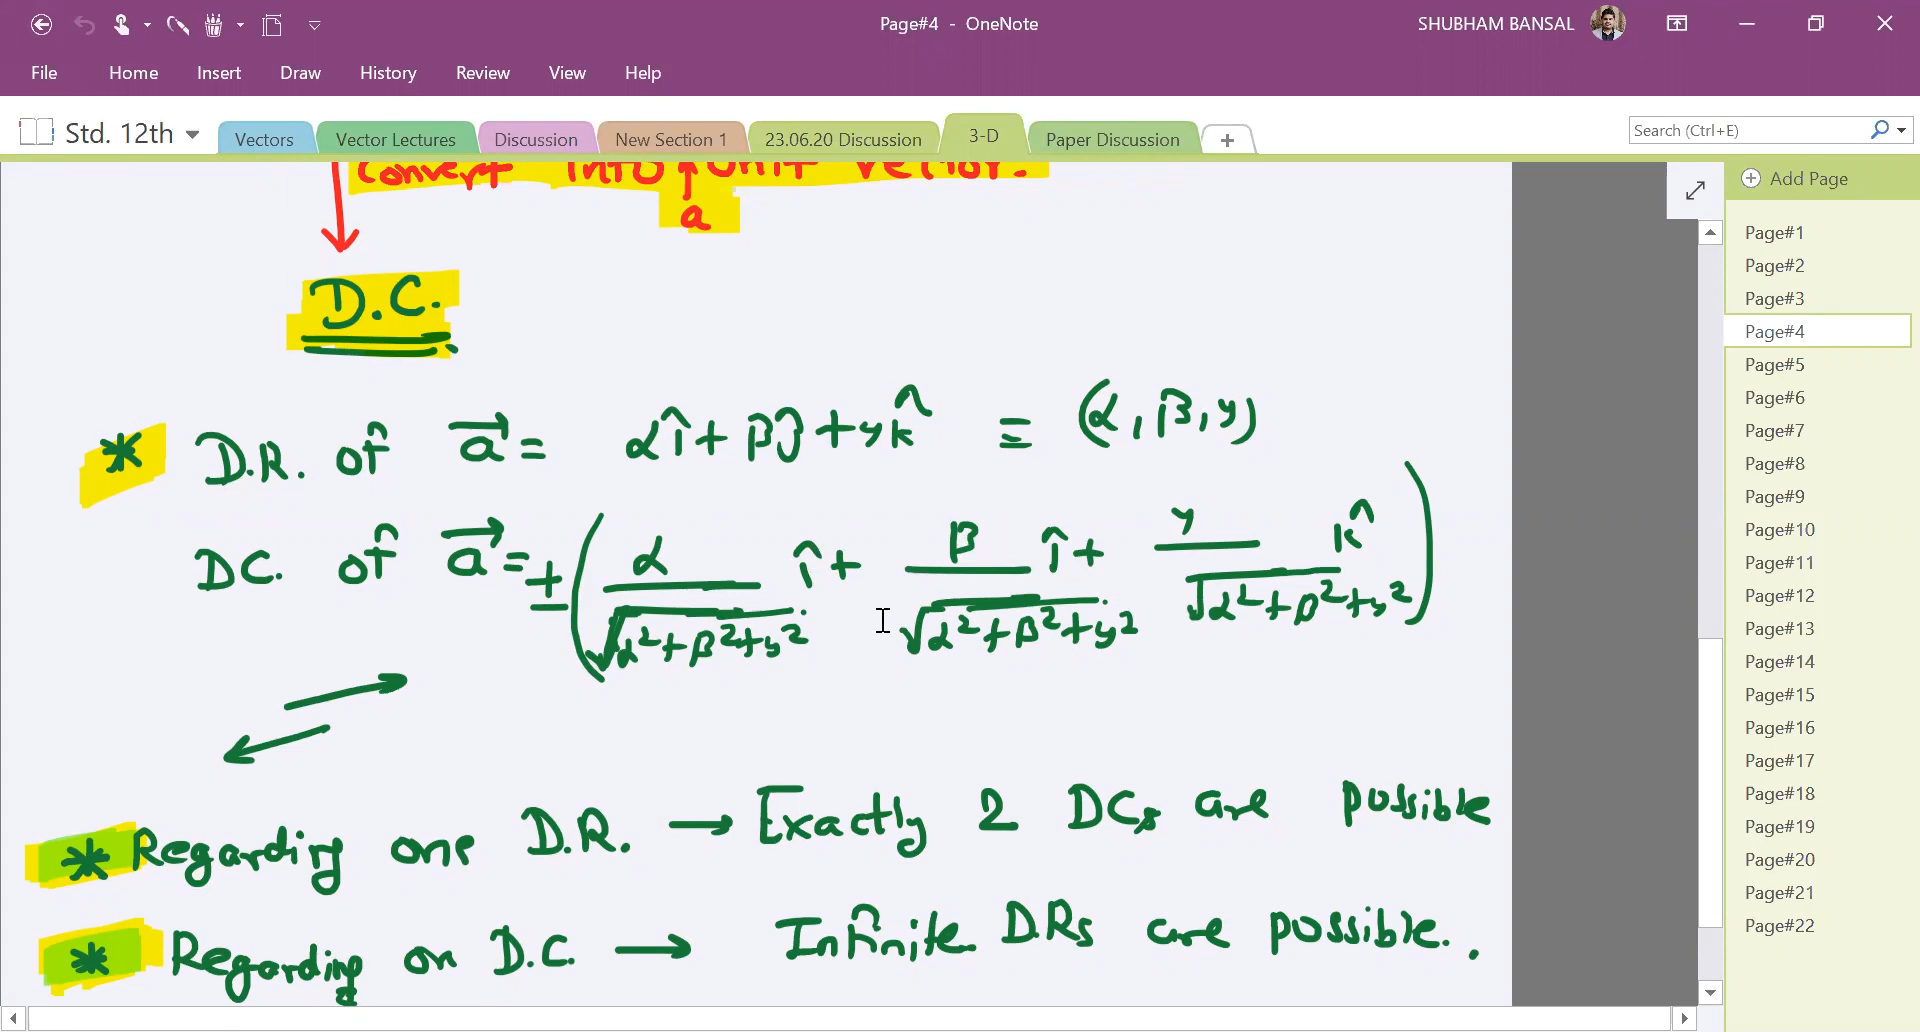 Page#4 - OneNote
SHUBHAM BANSAL
File Home Insert Draw History Review View Help
Std. 12th
Vectors Vector Lectures Discussion New Section 1 23.06.20 Discussion 3-D Paper Discussion +
Search (Ctrl+E)
Convert Into Unit Vector.
a
D.C.
* D.R. of a⃗ = αî + βĵ + yk̂ ≡ (α, β, y)
DC. of a⃗ = ± (α/√α²+β²+y² î + β/√α²+β²+y² î + y/√α²+β²+y² k̂)
* Regarding one D.R. → Exactly 2 DCs are possible
* Regarding on D.C. → Infinite DRs are possible.
Add Page
Page#1
Page#2
Page#3
Page#4
Page#5
Page#6
Page#7
Page#8
Page#9
Page#10
Page#11
Page#12
Page#13
Page#14
Page#15
Page#16
Page#17
Page#18
Page#19
Page#20
Page#21
Page#22